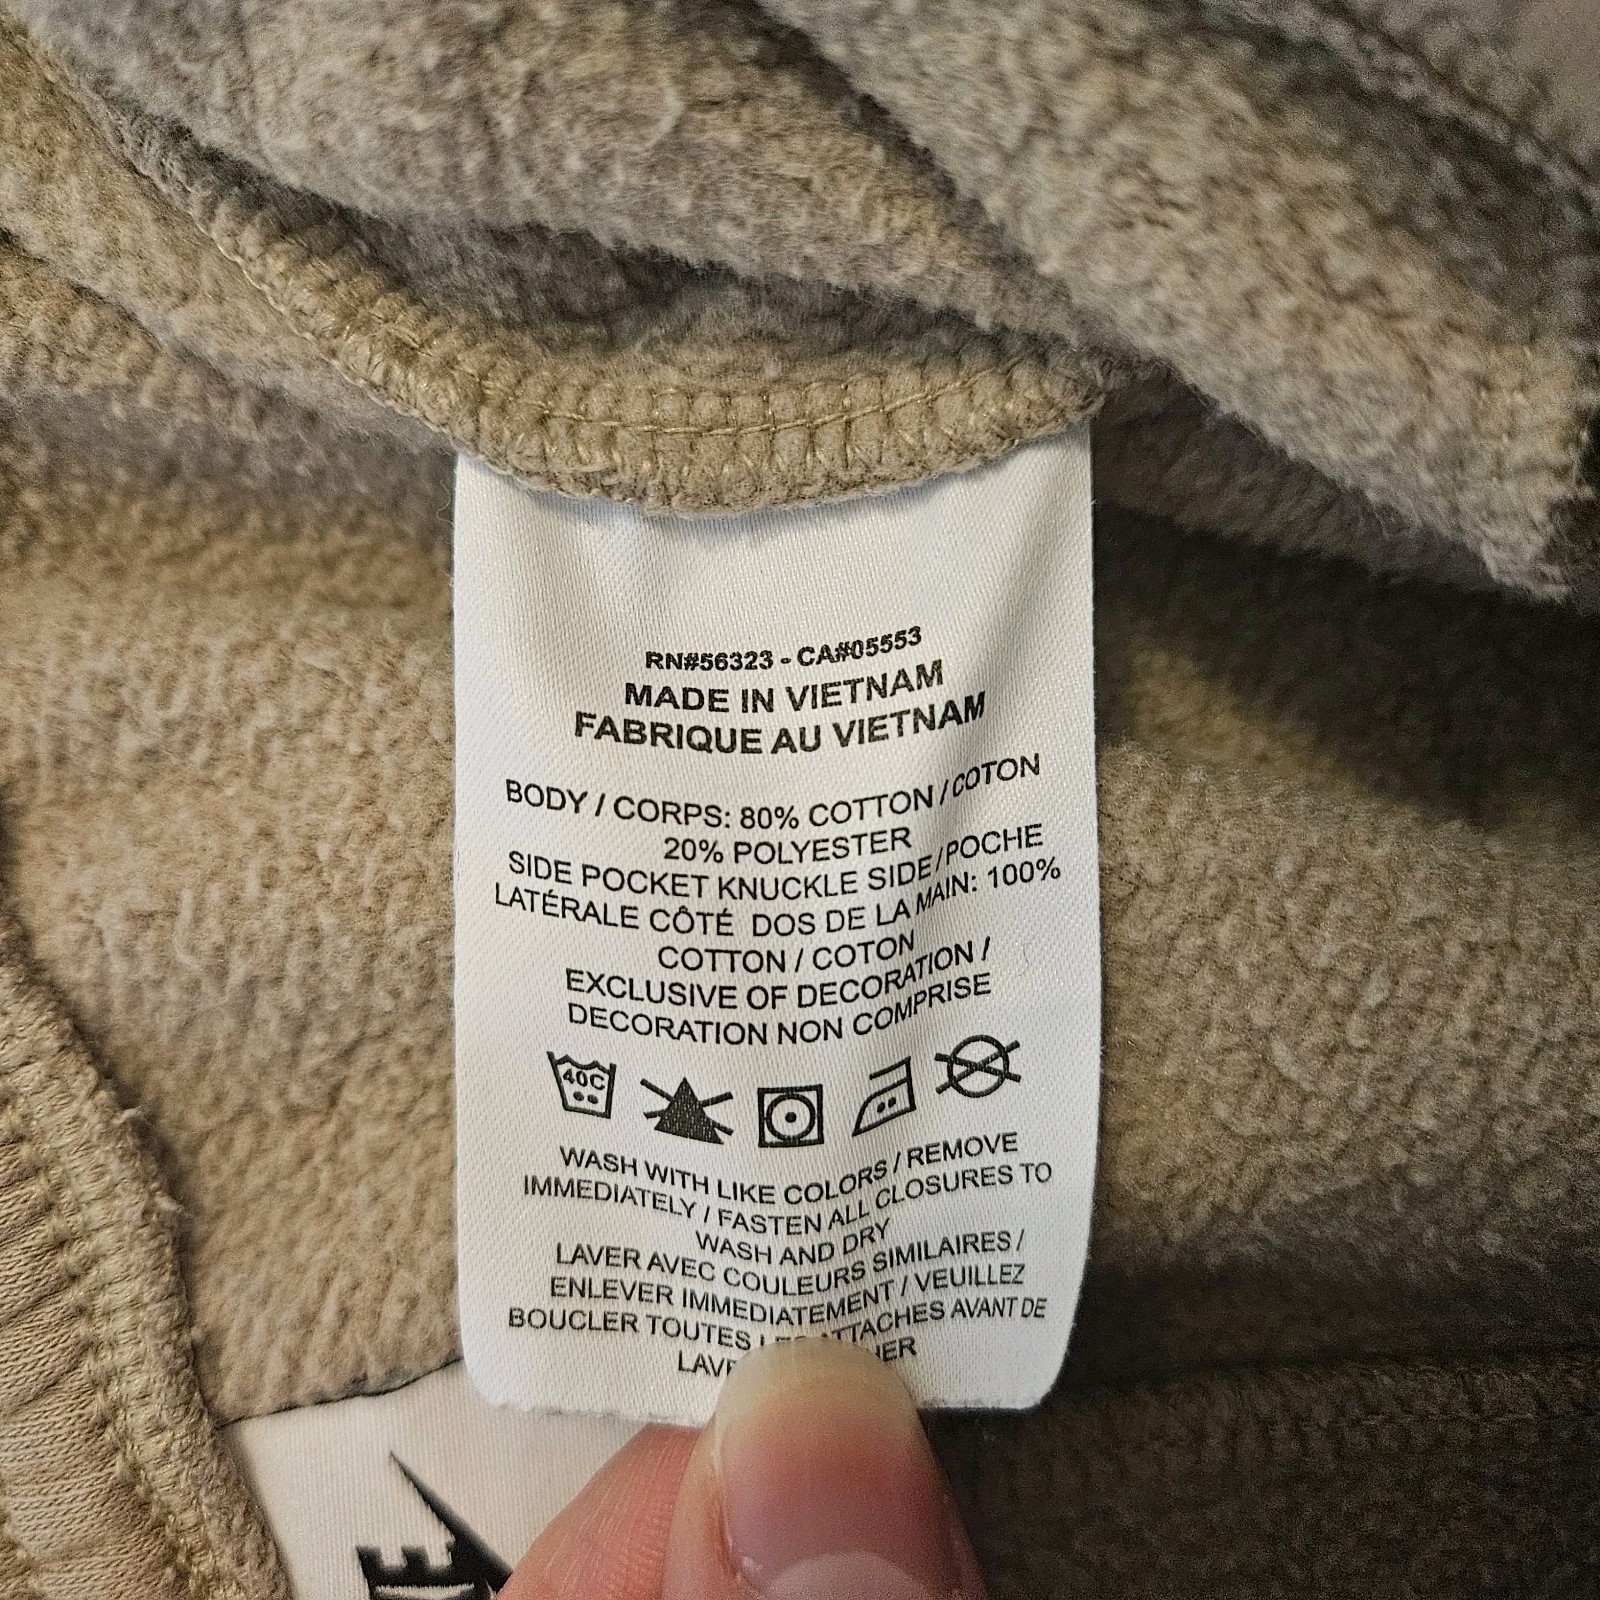 RN#56323 - CA#05553
MADE IN VIETNAM
FABRIQUE AU VIETNAM
BODY / CORPS: 80% COTTON / COTON
20% POLYESTER
SIDE POCKET KNUCKLE SIDE / POCHE
LATÉRALE CÔTÉ DOS DE LA MAIN: 100%
COTTON / COTON
EXCLUSIVE OF DECORATION /
DECORATION NON COMPRISE
40C
WASH WITH LIKE COLORS / REMOVE
IMMEDIATELY / FASTEN ALL CLOSURES TO
WASH AND DRY
LAVER AVEC COULEURS SIMILAIRES /
ENLEVER IMMEDIATEMENT / VEUILLEZ
BOUCLER TOUTES ATTACHES AVANT DE